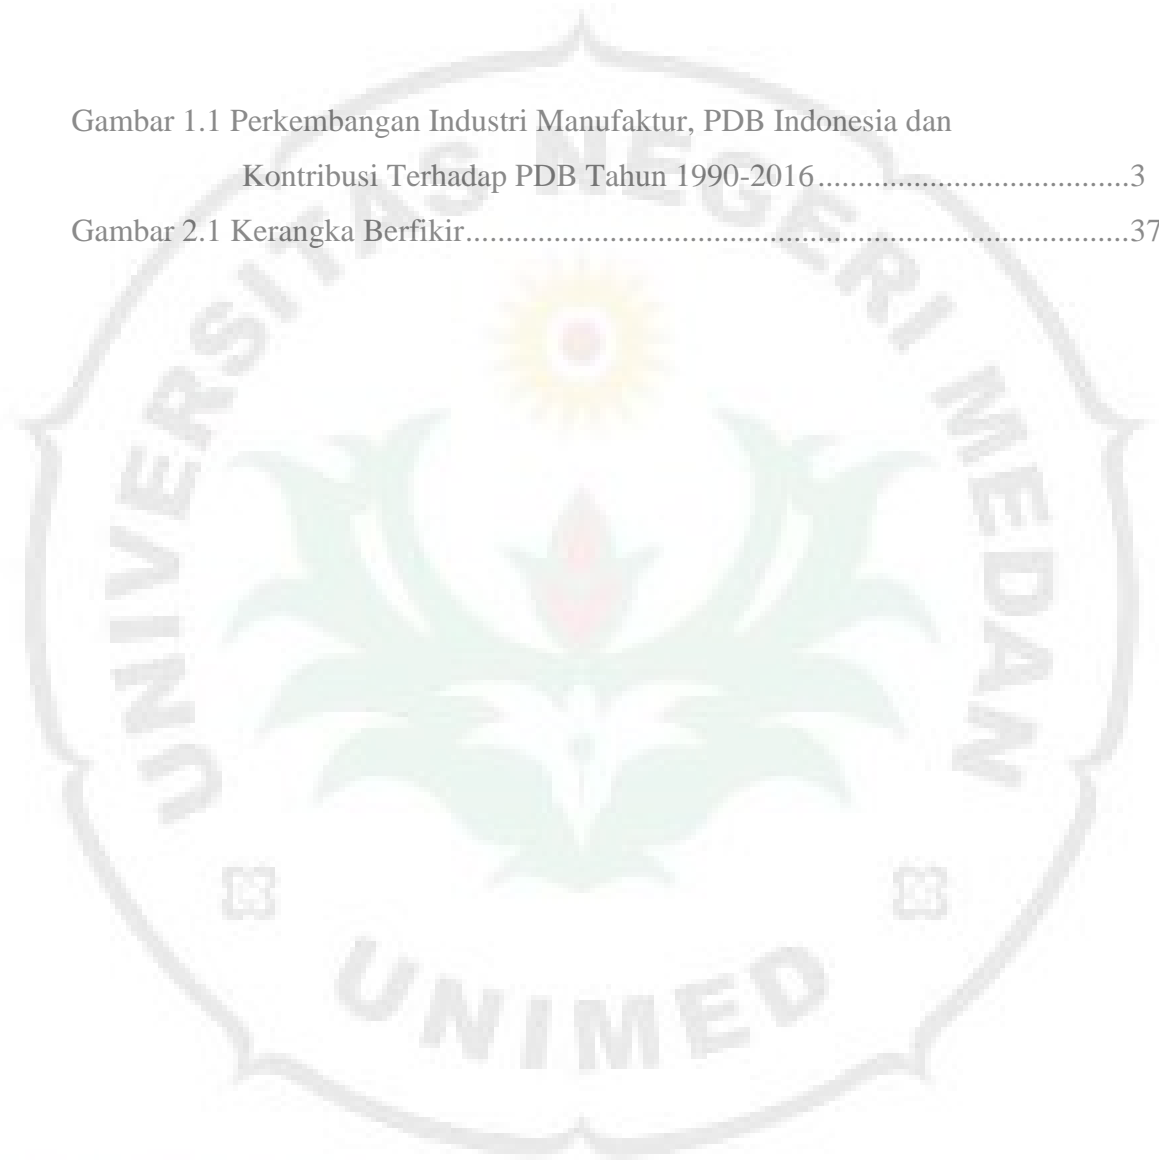 Gambar 1.1 Perkembangan Industri Manufaktur, PDB Indonesia dan
Kontribusi Terhadap PDB Tahun 1990-2016.......................................3
Gambar 2.1 Kerangka Berfikir...................................................................................37
UNIVERSITAS NEGERI MEDAN
UNIMED